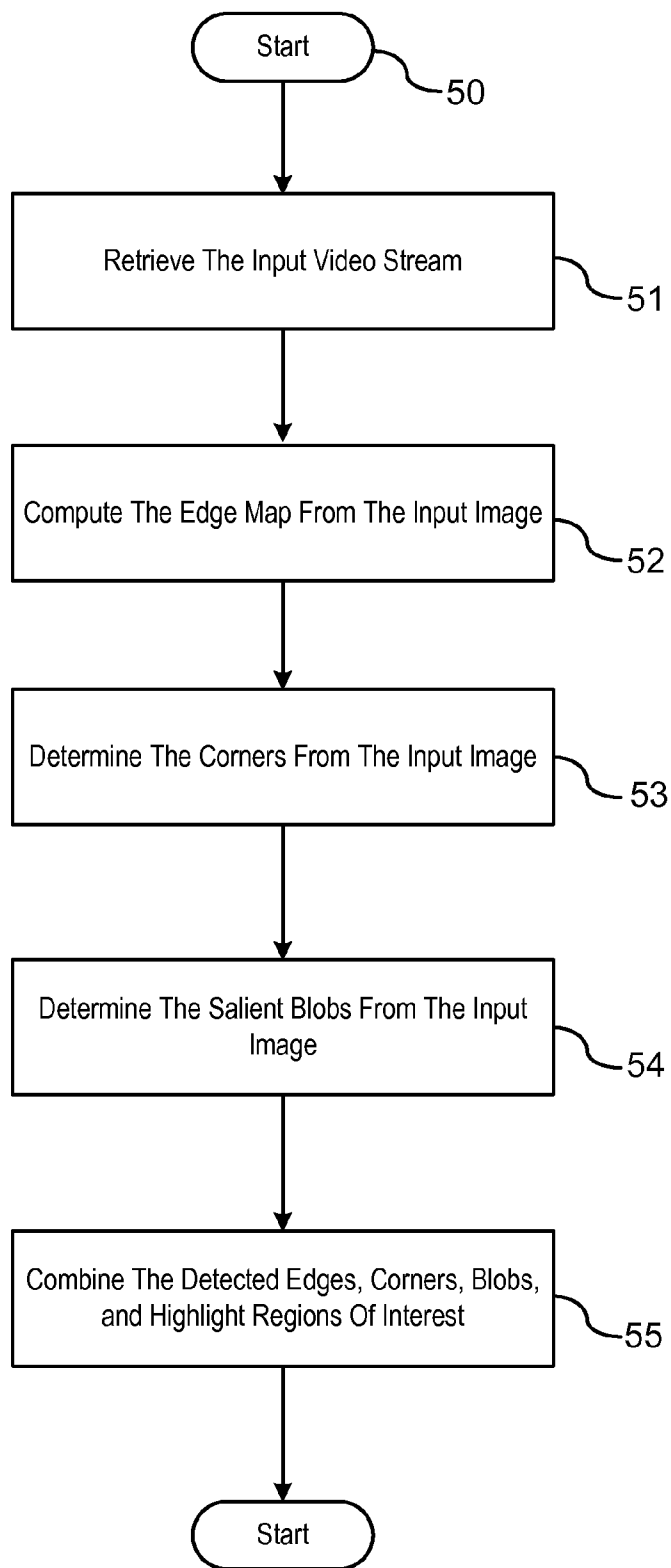 Start
50
Retrieve The Input Video Stream
51
Compute The Edge Map From The Input Image
52
Determine The Corners From The Input Image
53
Determine The Salient Blobs From The Input
Image
54
Combine The Detected Edges, Corners, Blobs,
and Highlight Regions Of Interest
55
Start